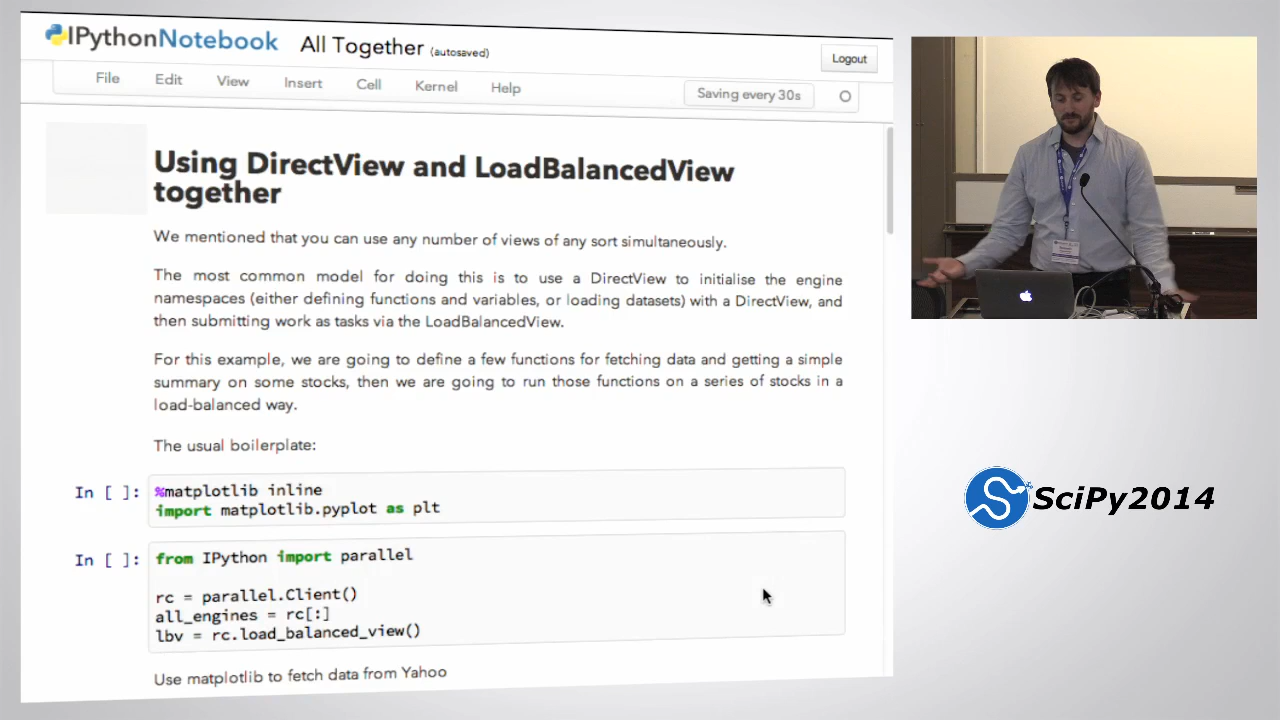 IPythonNotebook All Together (autosaved) Logout
File Edit View Insert Cell Kernel Help Saving every 30s
Using DirectView and LoadBalancedView
together
We mentioned that you can use any number of views of any sort simultaneously.
The most common model for doing this is to use a DirectView to initialise the engine
namespaces (either defining functions and variables, or loading datasets) with a DirectView, and
then submitting work as tasks via the LoadBalancedView.
For this example, we are going to define a few functions for fetching data and getting a simple
summary on some stocks, then we are going to run those functions on a series of stocks in a
load-balanced way.
The usual boilerplate:
In [ ]: %matplotlib inline
import matplotlib.pyplot as plt
In [ ]: from IPython import parallel
rc = parallel.Client()
all_engines = rc[:]
lbv = rc.load_balanced_view()
Use matplotlib to fetch data from Yahoo
SciPy2014